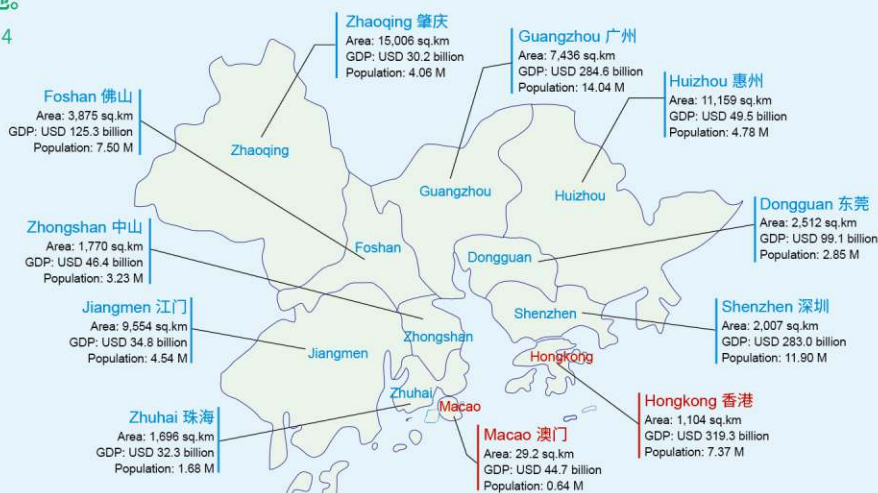 地。
4
Zhaoqing 肇庆
Area: 15,006 sq.km
GDP: USD 30.2 billion
Population: 4.06 M
Guangzhou 广州
Area: 7,436 sq.km
GDP: USD 284.6 billion
Population: 14.04 M
Huizhou 惠州
Area: 11,159 sq.km
GDP: USD 49.5 billion
Population: 4.78 M
Foshan 佛山
Area: 3,875 sq.km
GDP: USD 125.3 billion
Population: 7.50 M
Zhaoqing
Guangzhou
Huizhou
Dongguan 东莞
Area: 2,512 sq.km
GDP: USD 99.1 billion
Population: 2.85 M
Zhongshan 中山
Area: 1,770 sq.km
GDP: USD 46.4 billion
Population: 3.23 M
Foshan
Dongguan
Jiangmen 江门
Area: 9,554 sq.km
GDP: USD 34.8 billion
Population: 4.54 M
Shenzhen
Shenzhen 深圳
Area: 2,007 sq.km
GDP: USD 283.0 billion
Population: 11.90 M
Jiangmen
Zhongshan
Hongkong
Zhuhai
Macao
Hongkong 香港
Area: 1,104 sq.km
GDP: USD 319.3 billion
Population: 7.37 M
Zhuhai 珠海
Area: 1,696 sq.km
GDP: USD 32.3 billion
Population: 1.68 M
Macao 澳门
Area: 29.2 sq.km
GDP: USD 44.7 billion
Population: 0.64 M